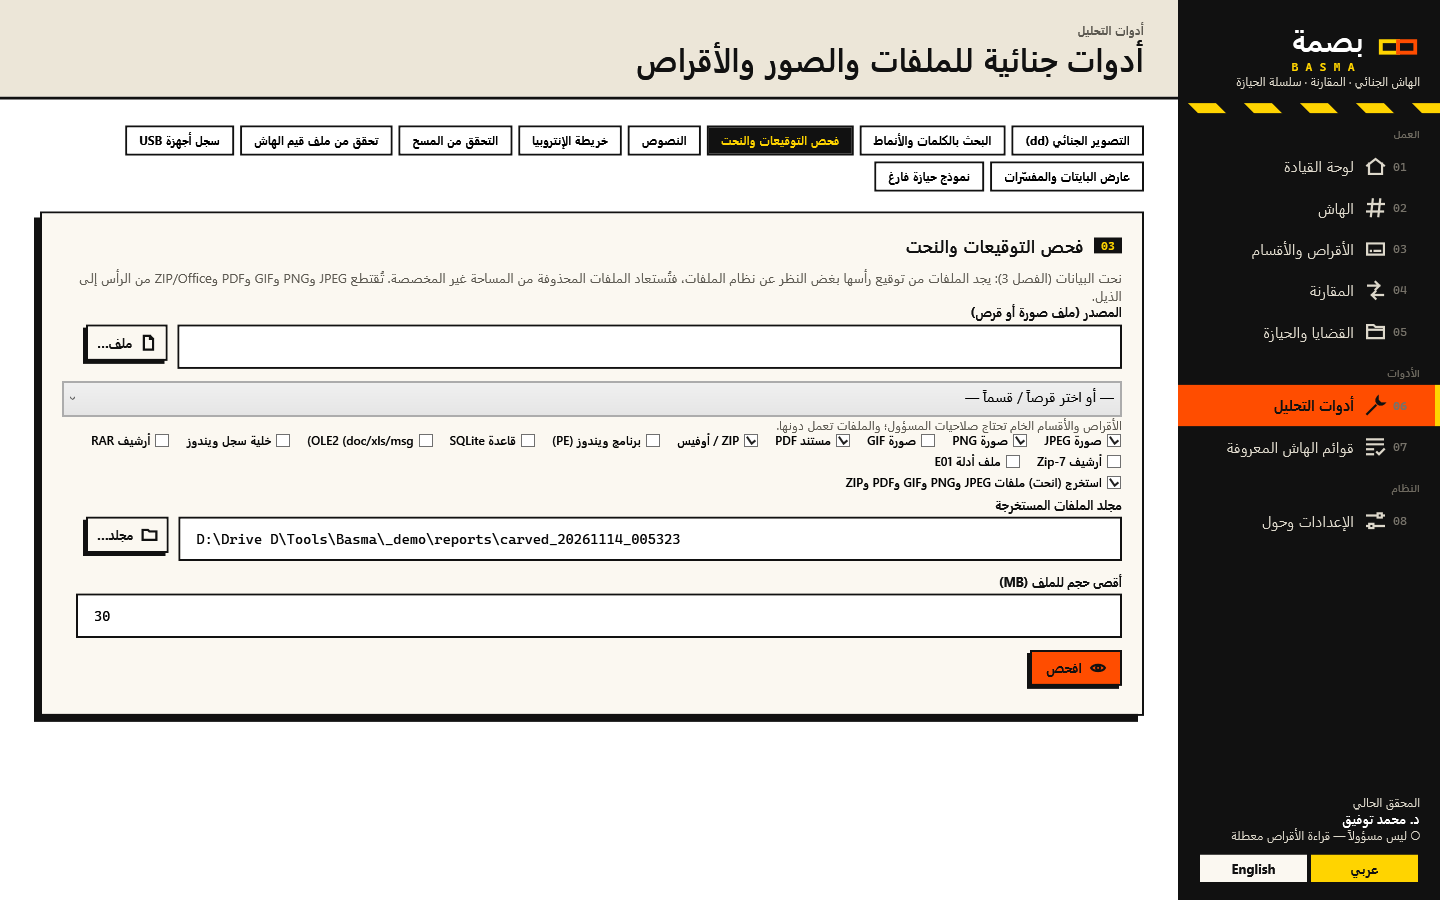 بصمة
BASMA
الهاش الجنائي · المقارنة · سلسلة الحيازة
العمل
01 لوحة القيادة
02 الهاش
03 الأقراص والأقسام
04 المقارنة
05 القضايا والحيازة
الأدوات
06 أدوات التحليل
07 قوائم الهاش المعروفة
النظام
08 الإعدادات وحول
المحقق الحالي
د. محمد توفيق
ليس مسؤولاً — قراءة الأقراص معطلة
عربي English
أدوات التحليل
أدوات جنائية للملفات والصور والأقراص
التصوير الجنائي (dd) البحث بالكلمات والأنماط فحص التوقيعات والنحت النصوص خريطة الإنتروبيا التحقق من المسح تحقق من ملف قيم الهاش سجل أجهزة USB
عارض البايتات والمفسّرات نموذج حيازة فارغ
03 فحص التوقيعات والنحت
نحت البيانات (الفصل 3): يجد الملفات من توقيع رأسها بغض النظر عن نظام الملفات، فتُستعاد الملفات المحذوفة من المساحة غير المخصصة. تُقتطع JPEG وPNG وGIF وPDF وZIP/Office من الرأس إلى
الذيل.
المصدر (ملف صورة أو قرص)
ملف...
— أو اختر قرصاً / قسماً —
الأقراص والأقسام الخام تحتاج صلاحيات المسؤول؛ والملفات تعمل دونها.
صورة JPEG صورة PNG صورة GIF مستند PDF ZIP / أوفيس برنامج ويندوز (PE) قاعدة SQLite OLE2 (doc/xls/msg) خلية سجل ويندوز أرشيف RAR
أرشيف 7-Zip ملف أدلة E01
استخرج (انحت) ملفات JPEG وPNG وGIF وPDF وZIP
مجلد الملفات المستخرجة
D:\Drive D\Tools\Basma\_demo\reports\carved_20261114_005323 مجلد...
أقصى حجم للملف (MB)
30
افحص